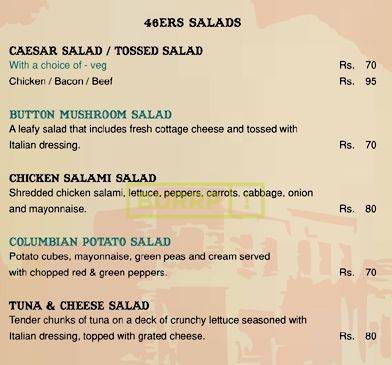 46ERS SALADS
CAESAR SALAD / TOSSED SALAD
With a choice of - veg Rs. 70
Chicken / Bacon / Beef Rs. 95
BUTTON MUSHROOM SALAD
A leafy salad that includes fresh cottage cheese and tossed with
Italian dressing. Rs. 70
CHICKEN SALAMI SALAD
Shredded chicken salami, lettuce, peppers, carrots, cabbage, onion
and mayonnaise. Rs. 80
BURRP!
COLUMBIAN POTATO SALAD
Potato cubes, mayonnaise, green peas and cream served
with chopped red & green peppers. Rs. 70
TUNA & CHEESE SALAD
Tender chunks of tuna on a deck of crunchy lettuce seasoned with
Italian dressing, topped with grated cheese. Rs. 80